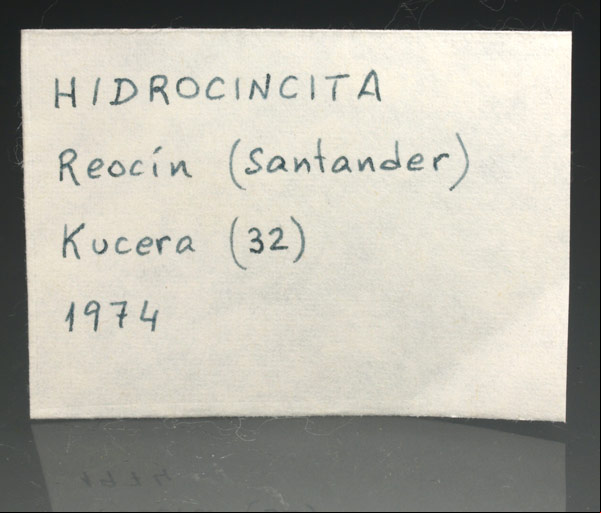 HIDROCINCITA
Reocín (Santander)
Kucera (32)
1974